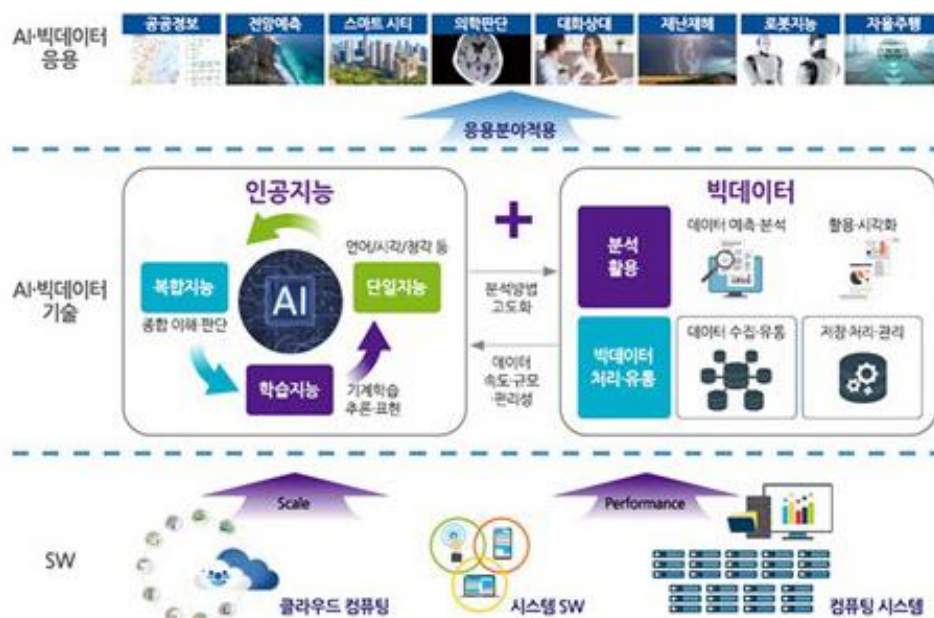 AI·빅데이터
응용
공공정보
전망예측
스마트 시티
의학판단
대화상대
재난재해
로봇지능
자율주행
응용분야적용
AI·빅데이터
기술
인공지능
언어/시각/청각 등
복합지능
종합 이해·판단
AI
단일지능
학습지능
기계학습
추론·표현
+
분석방법
고도화
데이터
속도·규모
·편리성
빅데이터
분석
활용
데이터 예측·분석
활용·시각화
빅데이터
처리·유통
데이터 수집·유통
저장·처리·관리
SW
Scale
Performance
클라우드 컴퓨팅
시스템 SW
컴퓨팅 시스템